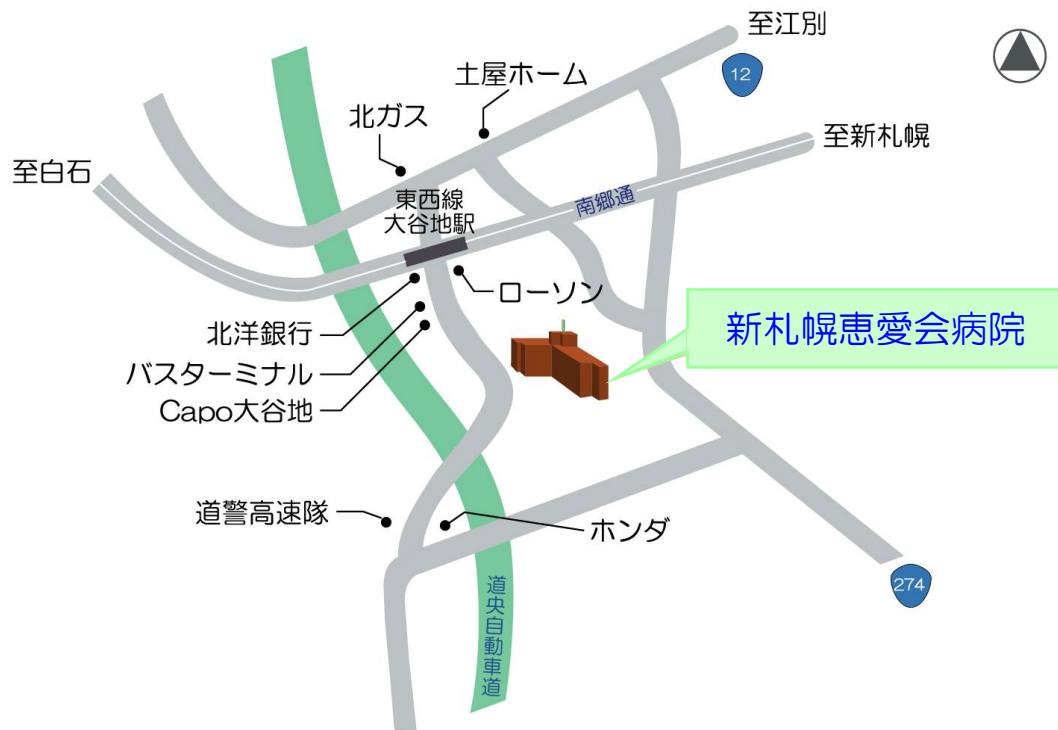 至江別
12
土屋ホーム
北ガス
至新札幌
至白石
東西線
大谷地駅
南郷通
ローソン
北洋銀行
新札幌恵愛会病院
バスターミナル
Capo大谷地
道警高速隊
ホンダ
道央自動車道
274